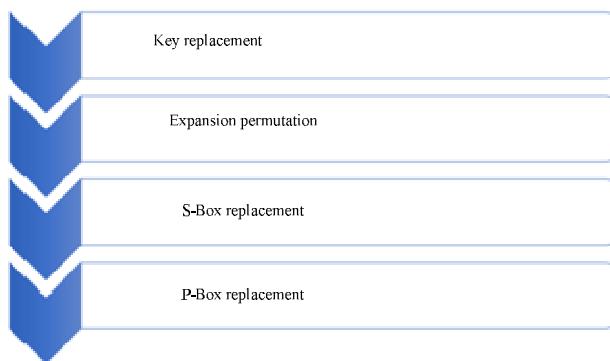 Key replacement
Expansion permutation
S-Box replacement
P-Box replacement